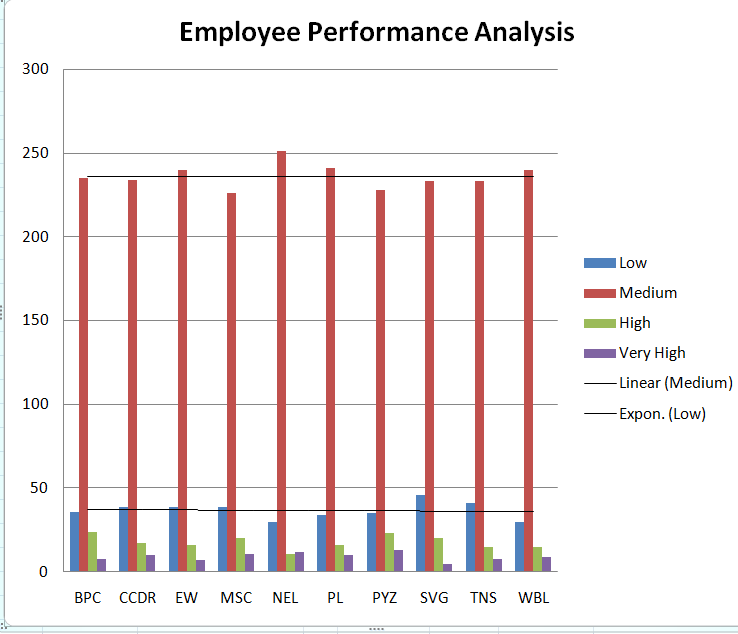 Employee Performance Analysis
300
250
200
150
100
50
0
BPC CCDR EW MSC NEL PL PYZ SVG TNS WBL
Low
Medium
High
Very High
Linear (Medium)
Expon. (Low)